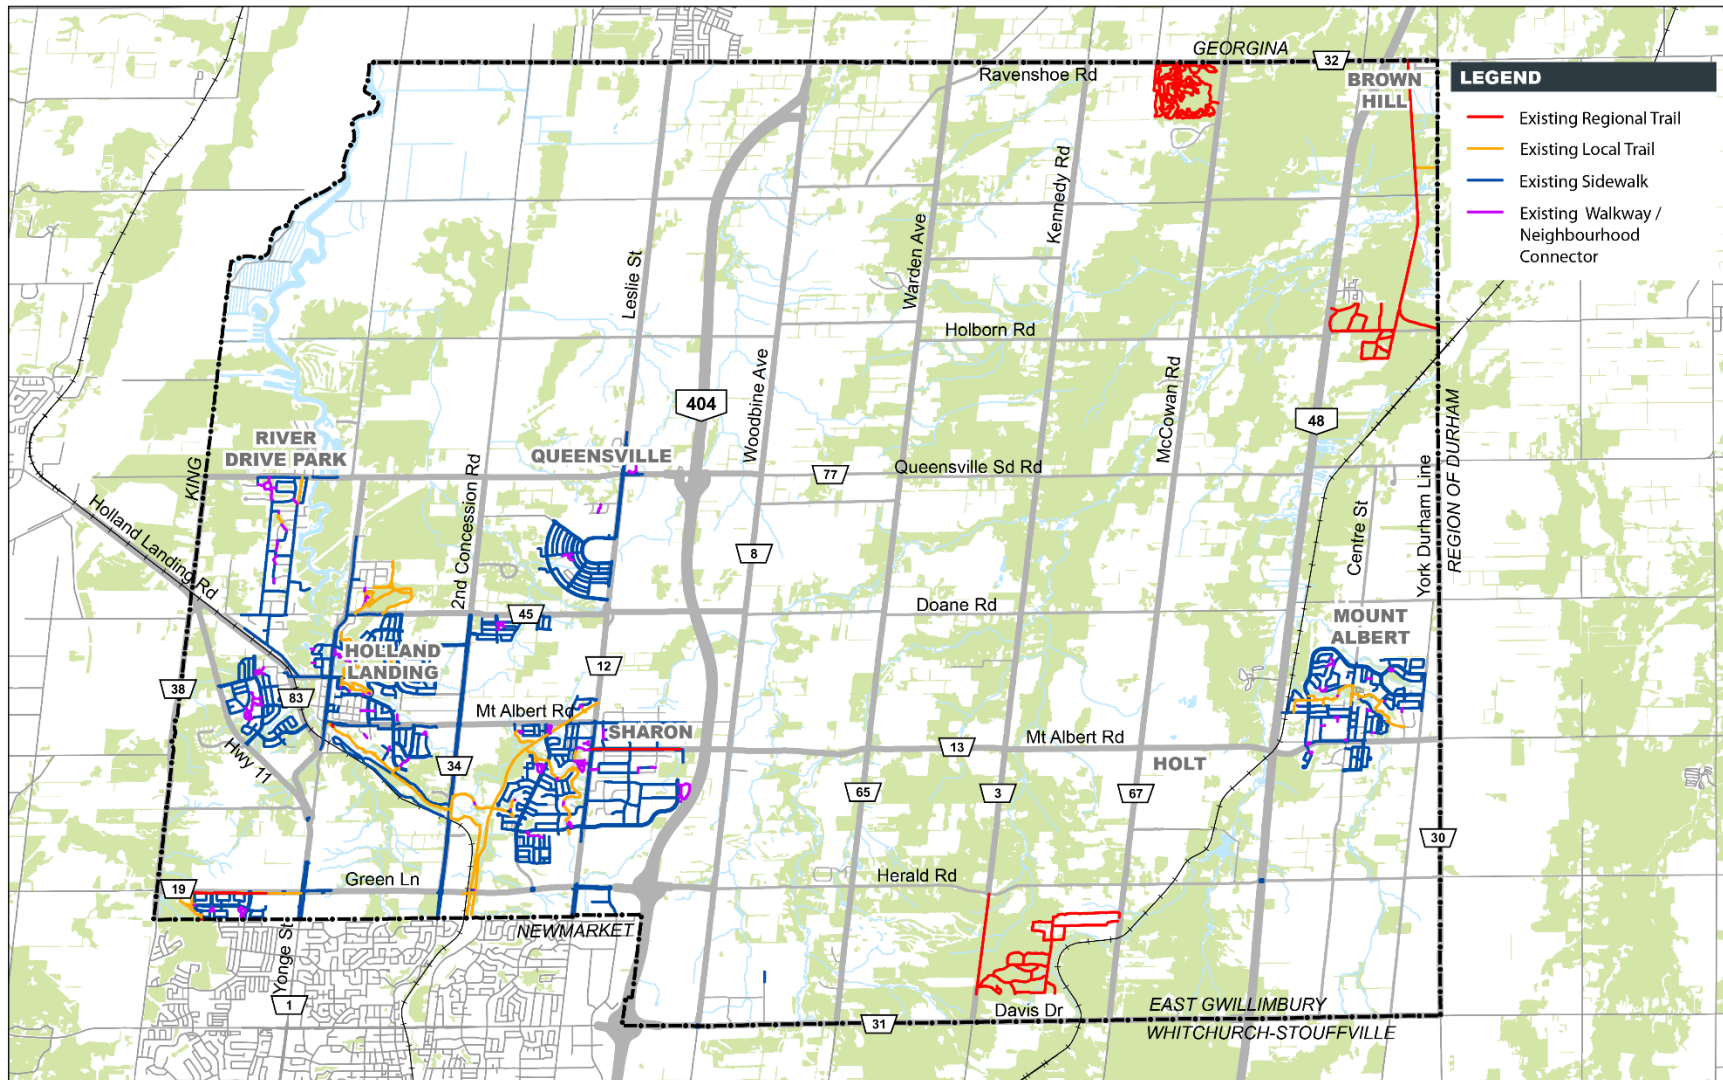 GEORGINA
32
Ravenshoe Rd
BROWN
HILL
LEGEND
Existing Regional Trail
Existing Local Trail
Existing Sidewalk
Existing Walkway /
Neighbourhood
Connector
Kennedy Rd
Warden Ave
Leslie St
Holborn Rd
Woodbine Ave
McCowan Rd
404
48
RIVER
DRIVE PARK
QUEENSVILLE
KING
2nd Concession Rd
77
Queensville Sd Rd
REGION OF DURHAM
York Durham Line
Centre St
Holland Landing Rd
8
45
Doane Rd
MOUNT
ALBERT
HOLLAND
LANDING
12
38
83
Mt Albert Rd
SHARON
13
Mt Albert Rd
HOLT
Hwy 11
34
65
3
67
30
19
Green Ln
Herald Rd
NEWMARKET
Yonge St
1
Davis Dr
31
EAST GWILLIMBURY
WHITCHURCH-STOUFFVILLE